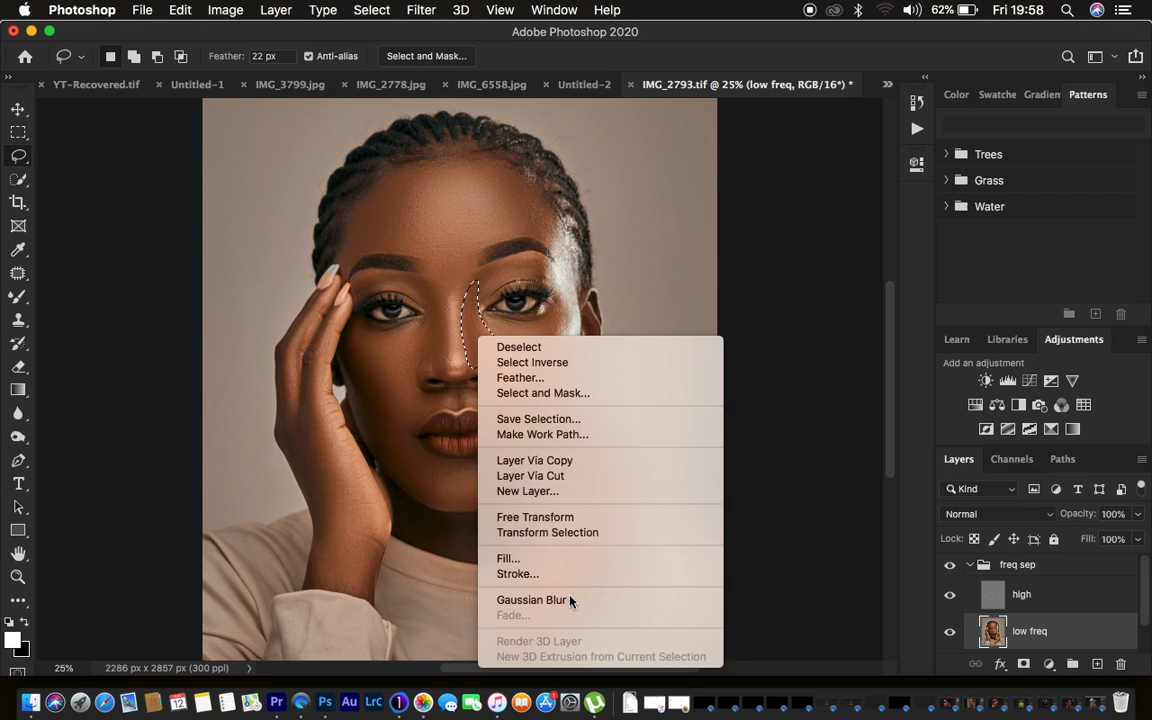 Photoshop File Edit Image Layer Type Select Filter 3D View Window Help 62% Fri 19:58
Adobe Photoshop 2020
Feather: 22 px Anti-alias Select and Mask...
YT-Recovered.tif Untitled-1 IMG_3799.jpg IMG_2778.jpg IMG_6558.jpg Untitled-2 IMG_2793.tif @ 25% (low freq, RGB/16*) *
Color Swatche Gradien Patterns
Trees
Grass
Water
Deselect
Select Inverse
Feather...
Select and Mask...
Save Selection...
Make Work Path...
Layer Via Copy
Layer Via Cut
New Layer...
Free Transform
Transform Selection
Fill...
Stroke...
Gaussian Blur
Fade...
Render 3D Layer
New 3D Extrusion from Current Selection
Learn Libraries Adjustments
Add an adjustment
Layers Channels Paths
Kind
Normal Opacity: 100%
Lock: Fill: 100%
freq sep
high
low freq
fx
25% 2286 px x 2857 px (300 ppi)
12 Pr Ps Au LrC